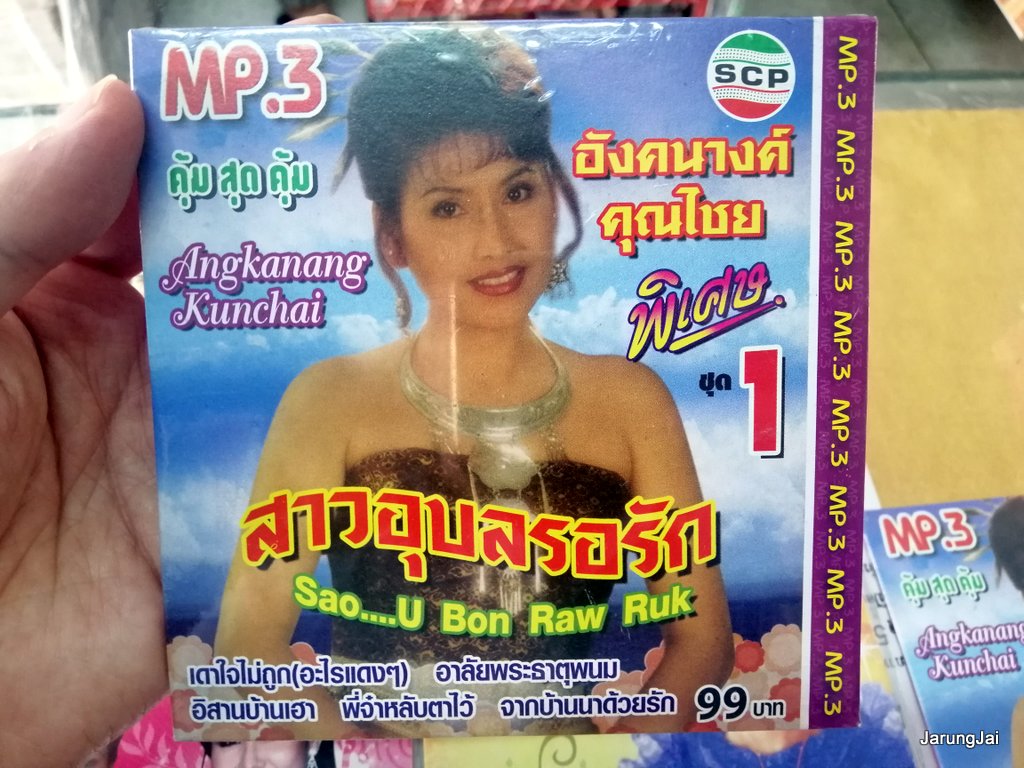 MP.3
คุ้ม สุด คุ้ม
Angkanang
Kunchai
SCP
อังคนางค์
คุณไชย
พิเศษ.
ชุด 1
สาวอุบลรอรัก
Sao....U Bon Raw Ruk
เดาใจไม่ถูก(อะไรแดงๆ) อาลัยพระธาตุพนม
อิสานบ้านเฮา พี่จ๋าหลับตาไว้ จากบ้านนาด้วยรัก 99 บาท
MP.3 MP.3 MP.3 MP.3 MP.3 MP.3 MP.3 MP.3
MP.3
คุ้ม สุด คุ้ม
Angkanang
Kunchai
JarungJai